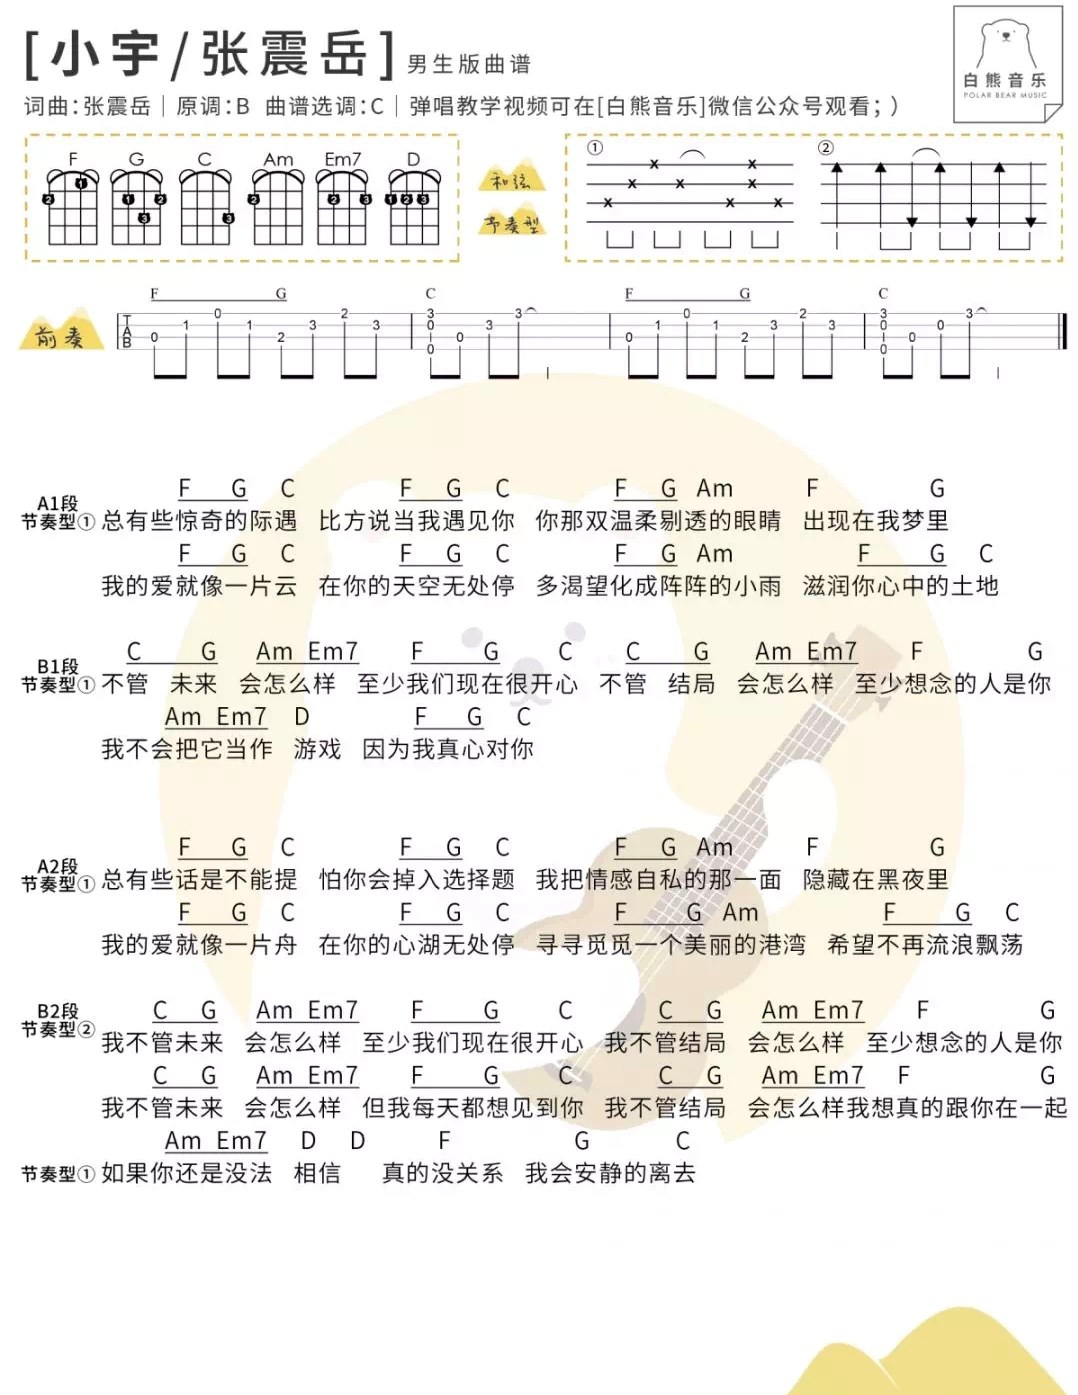 [小宇/张震岳]男生版曲谱
白熊音乐
POLAR BEAR MUSIC
词曲:张震岳｜原调:B 曲谱选调:C｜弹唱教学视频可在[白熊音乐]微信公众号观看;）
F G C Am Em7 D
和弦
节奏型
①
②
前奏
F G C F G C
F G C F G C F G Am F G
A1段
节奏型① 总有些惊奇的际遇 比方说当我遇见你 你那双温柔剔透的眼睛 出现在我梦里
F G C F G C F G Am F G C
我的爱就像一片云 在你的天空无处停 多渴望化成阵阵的小雨 滋润你心中的土地
C G Am Em7 F G C C G Am Em7 F G
B1段
节奏型① 不管 未来 会怎么样 至少我们现在很开心 不管 结局 会怎么样 至少想念的人是你
Am Em7 D F G C
我不会把它当作 游戏 因为我真心对你
F G C F G C F G Am F G
A2段
节奏型① 总有些话是不能提 怕你会掉入选择题 我把情感自私的那一面 隐藏在黑夜里
F G C F G C F G Am F G C
我的爱就像一片舟 在你的心湖无处停 寻寻觅觅一个美丽的港湾 希望不再流浪飘荡
C G Am Em7 F G C C G Am Em7 F G
B2段
节奏型② 我不管未来 会怎么样 至少我们现在很开心 我不管结局 会怎么样 至少想念的人是你
C G Am Em7 F G C C G Am Em7 F G
我不管未来 会怎么样 但我每天都想见到你 我不管结局 会怎么样我想真的跟你在一起
Am Em7 D D F G C
节奏型① 如果你还是没法 相信 真的没关系 我会安静的离去